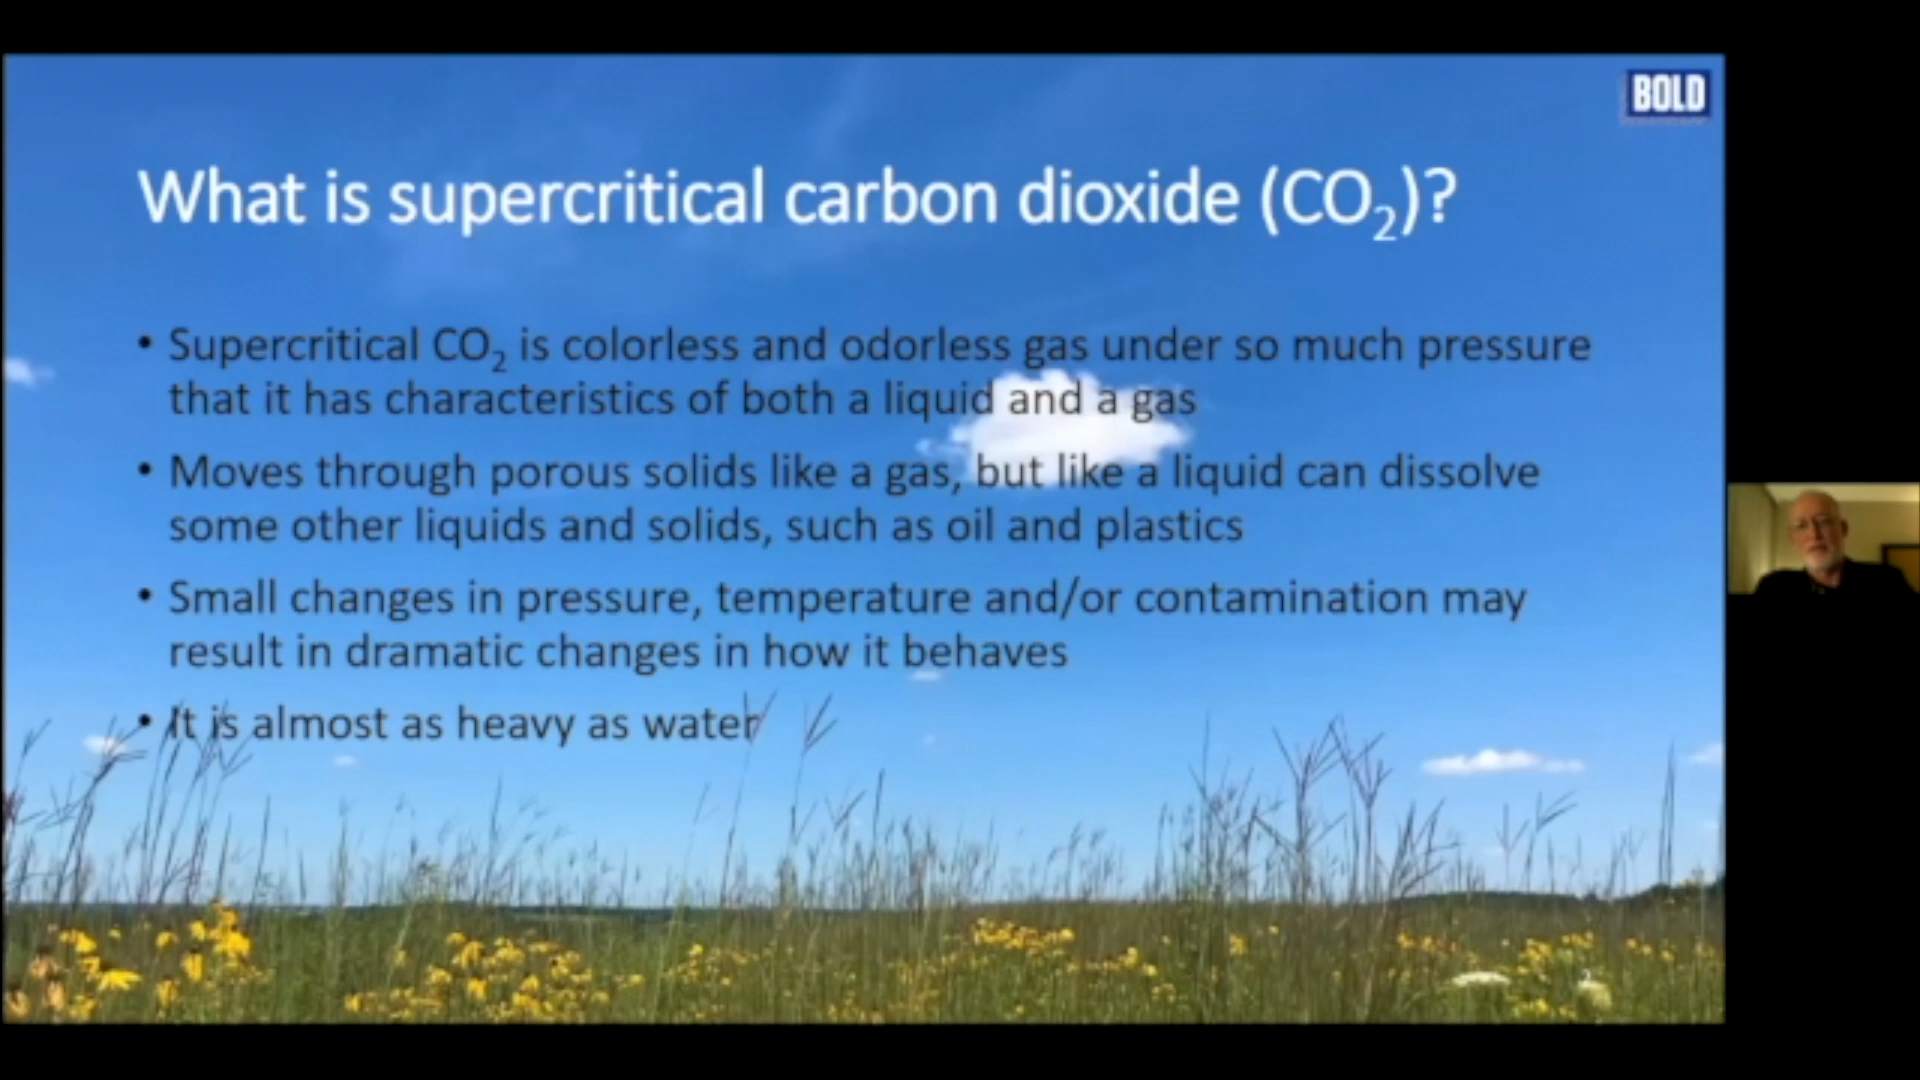 BOLD
What is supercritical carbon dioxide (CO₂)?
• Supercritical CO₂ is colorless and odorless gas under so much pressure
that it has characteristics of both a liquid and a gas
• Moves through porous solids like a gas, but like a liquid can dissolve
some other liquids and solids, such as oil and plastics
• Small changes in pressure, temperature and/or contamination may
result in dramatic changes in how it behaves
• It is almost as heavy as water